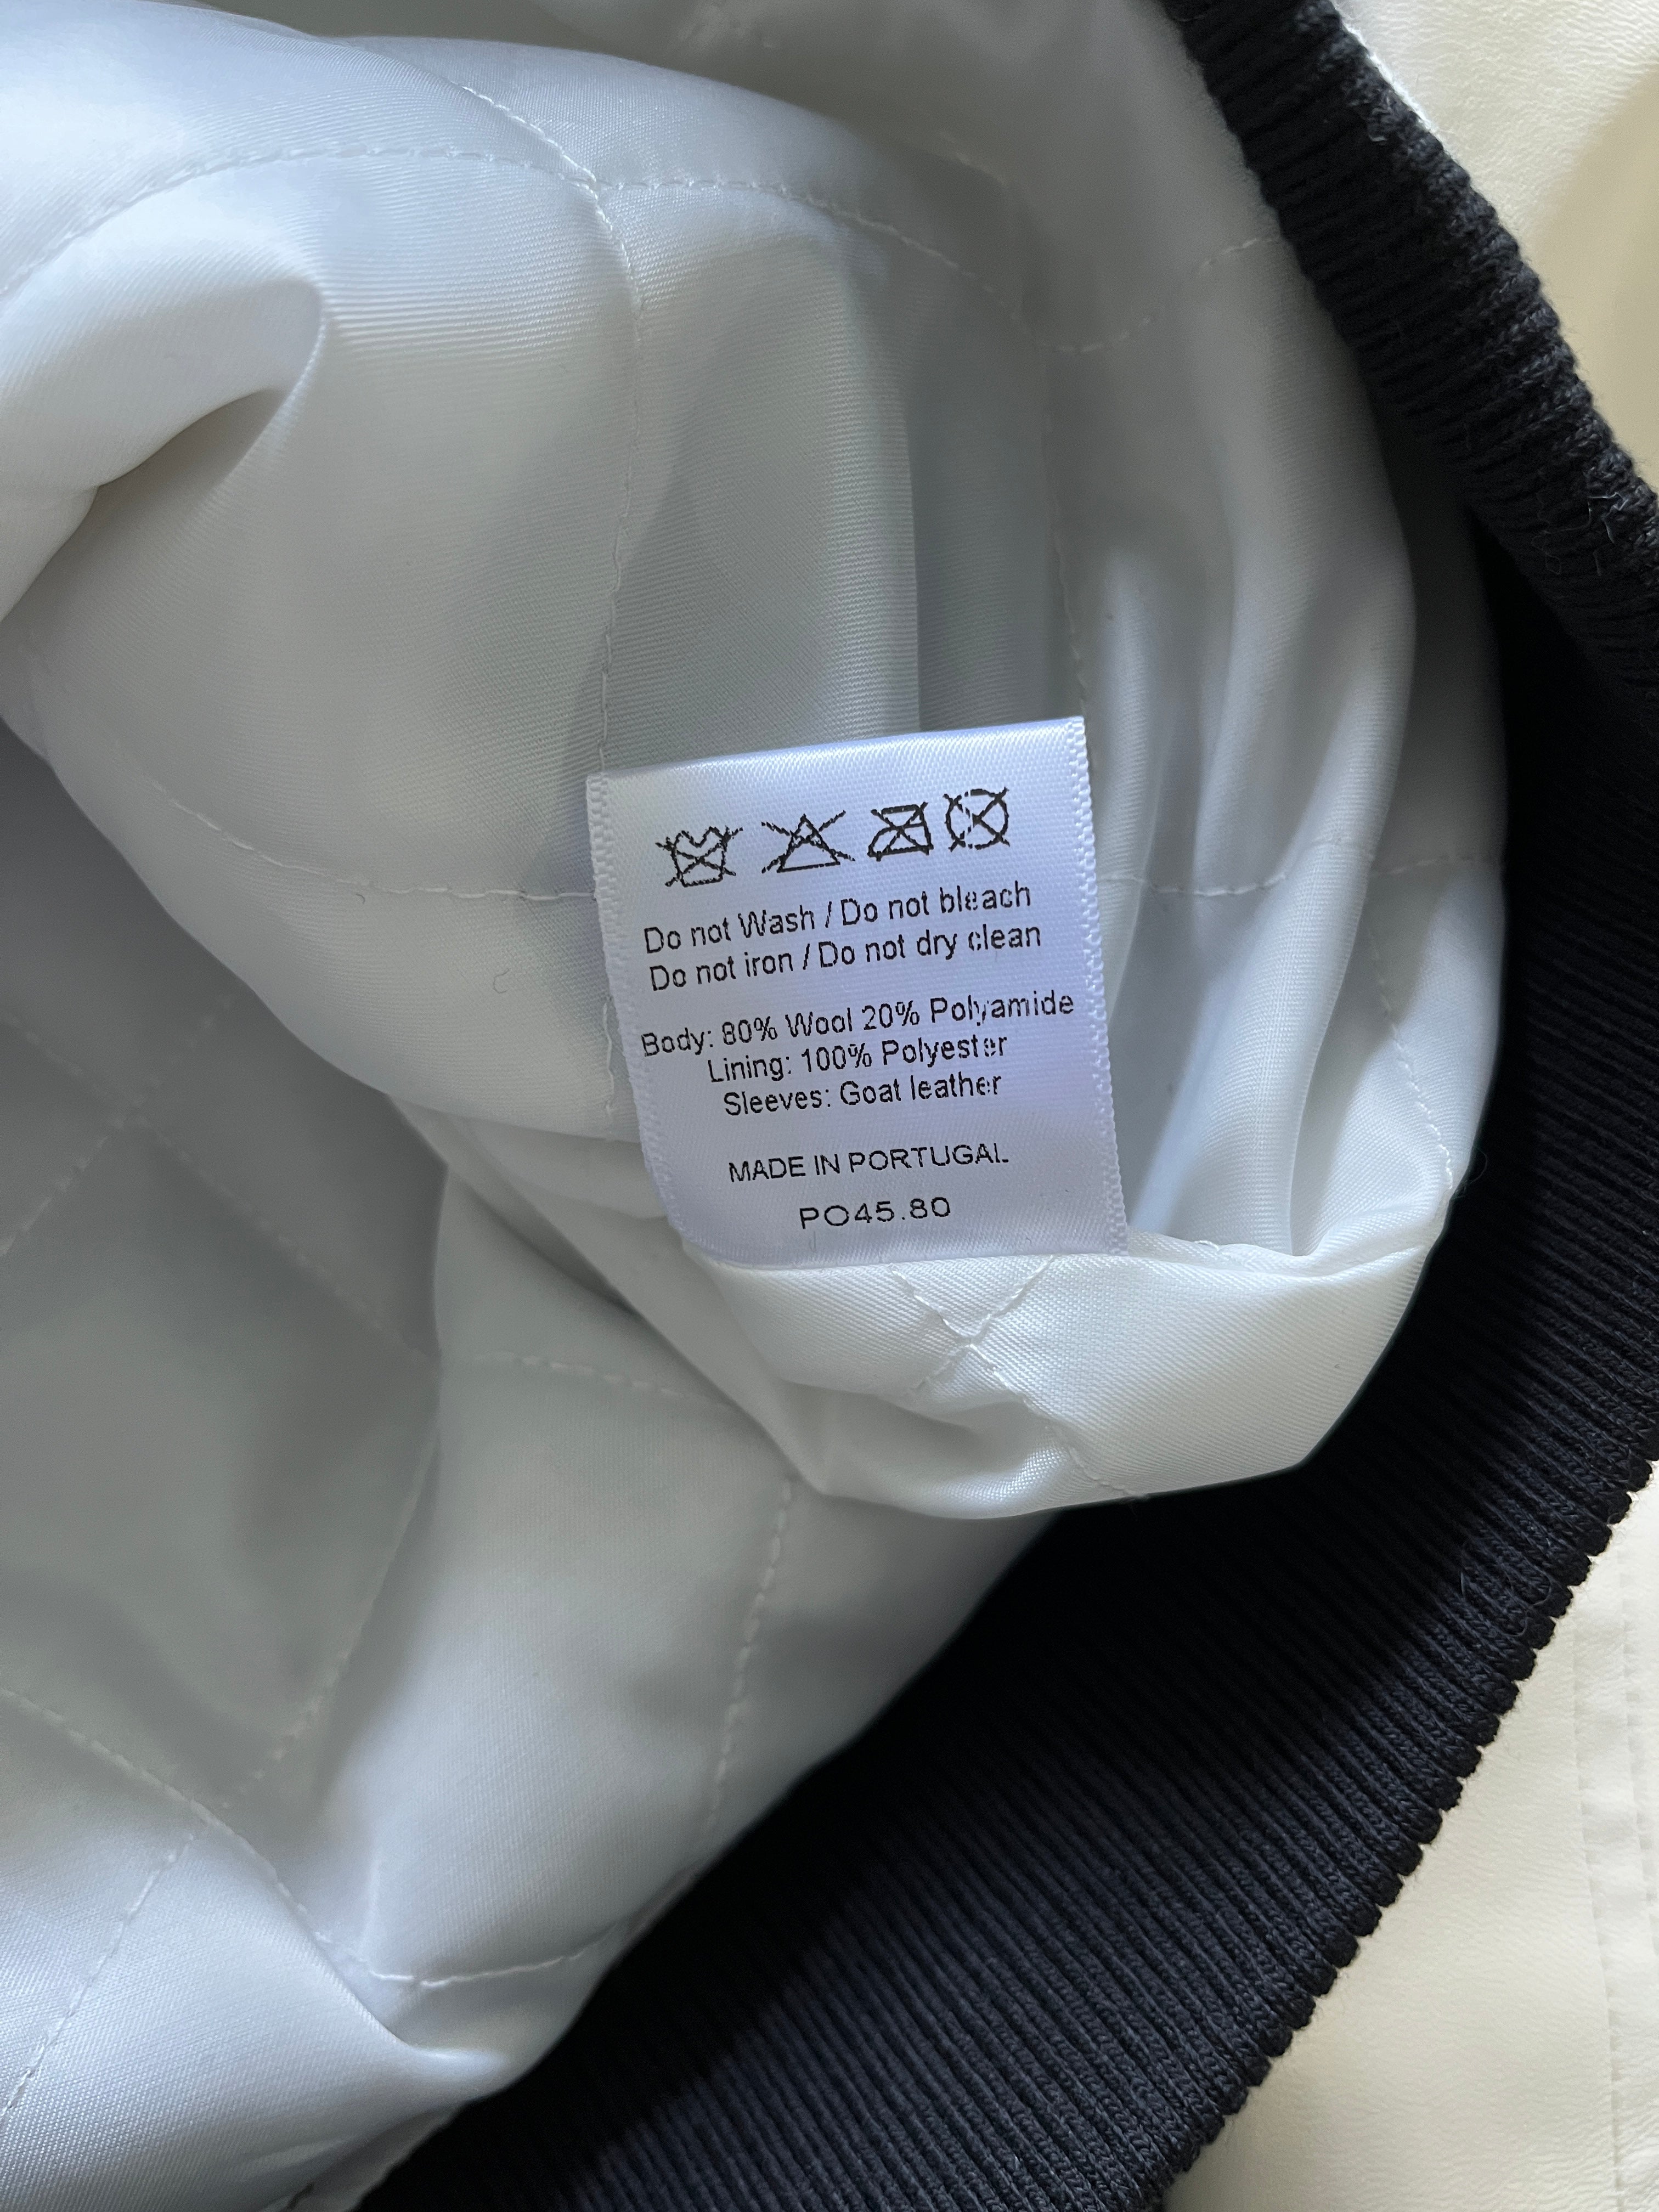 Do not Wash / Do not bleach
Do not iron / Do not dry clean
Body: 80% Wool 20% Polyamide
Lining: 100% Polyester
Sleeves: Goat leather
MADE IN PORTUGAL
PO45.80